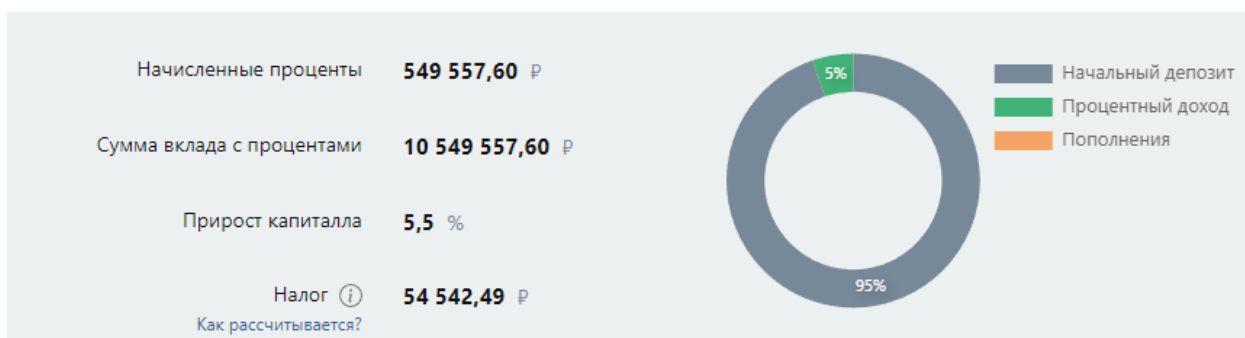 Начисленные проценты 549 557,60 ₽
Сумма вклада с процентами 10 549 557,60 ₽
Прирост капиталла 5,5 %
Налог i 54 542,49 ₽
Как рассчитывается?
5%
95%
Начальный депозит
Процентный доход
Пополнения